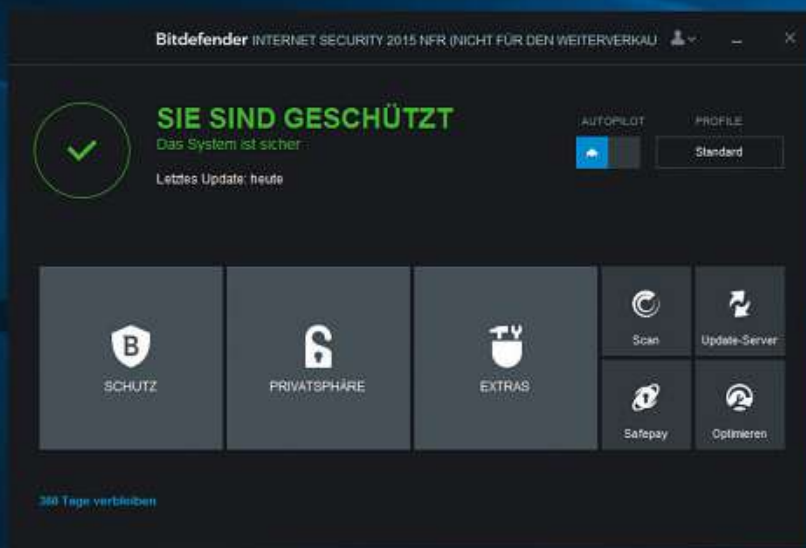 Bitdefender INTERNET SECURITY 2015 NFR (NICHT FÜR DEN WEITERVERKAU
SIE SIND GESCHÜTZT
Das System ist sicher
Letztes Update: heute
AUTOPILOT
PROFILE
Standard
B
SCHUTZ
PRIVATSPHÄRE
EXTRAS
Scan
Update-Server
Safepay
Optimieren
Tage verbleiben